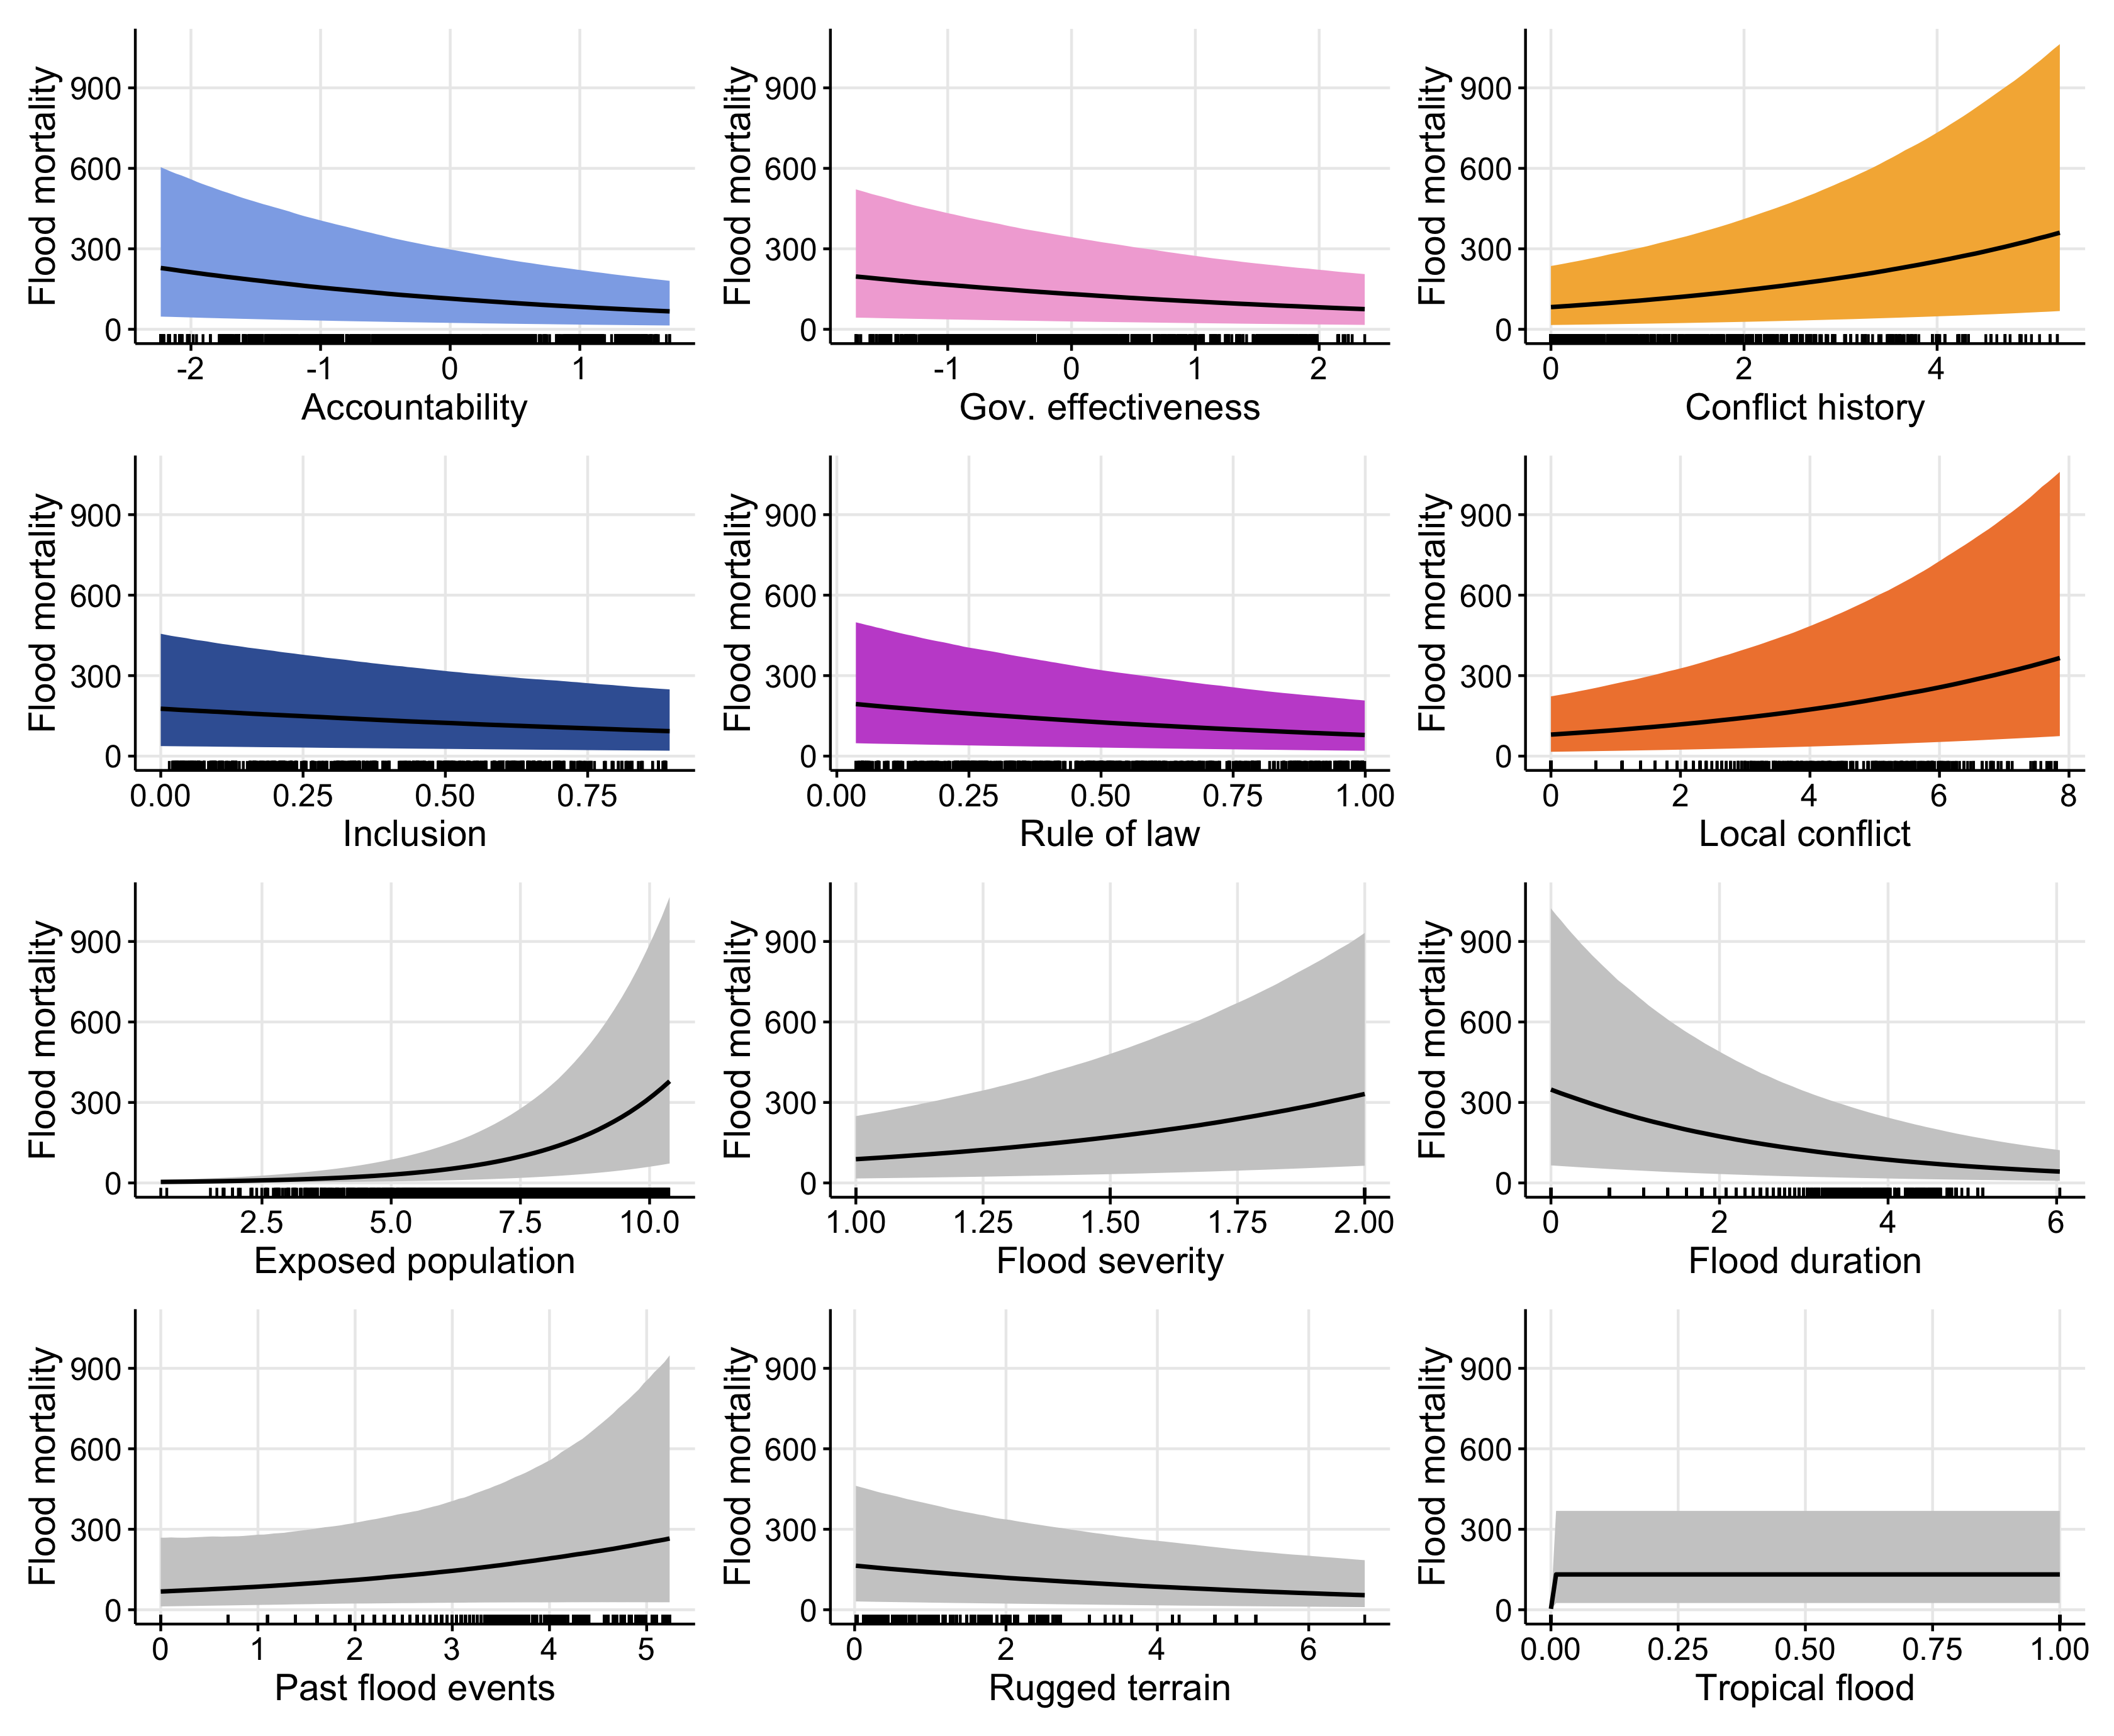 Flood mortality
900
600
300
0
-2 -1 0 1
Accountability
Flood mortality
900
600
300
0
-1 0 1 2
Gov. effectiveness
Flood mortality
900
600
300
0
0 2 4
Conflict history
Flood mortality
900
600
300
0
0.00 0.25 0.50 0.75
Inclusion
Flood mortality
900
600
300
0
0.00 0.25 0.50 0.75 1.00
Rule of law
Flood mortality
900
600
300
0
0 2 4 6 8
Local conflict
Flood mortality
900
600
300
0
2.5 5.0 7.5 10.0
Exposed population
Flood mortality
900
600
300
0
1.00 1.25 1.50 1.75 2.00
Flood severity
Flood mortality
900
600
300
0
0 2 4 6
Flood duration
Flood mortality
900
600
300
0
0 1 2 3 4 5
Past flood events
Flood mortality
900
600
300
0
0 2 4 6
Rugged terrain
Flood mortality
900
600
300
0
0.00 0.25 0.50 0.75 1.00
Tropical flood